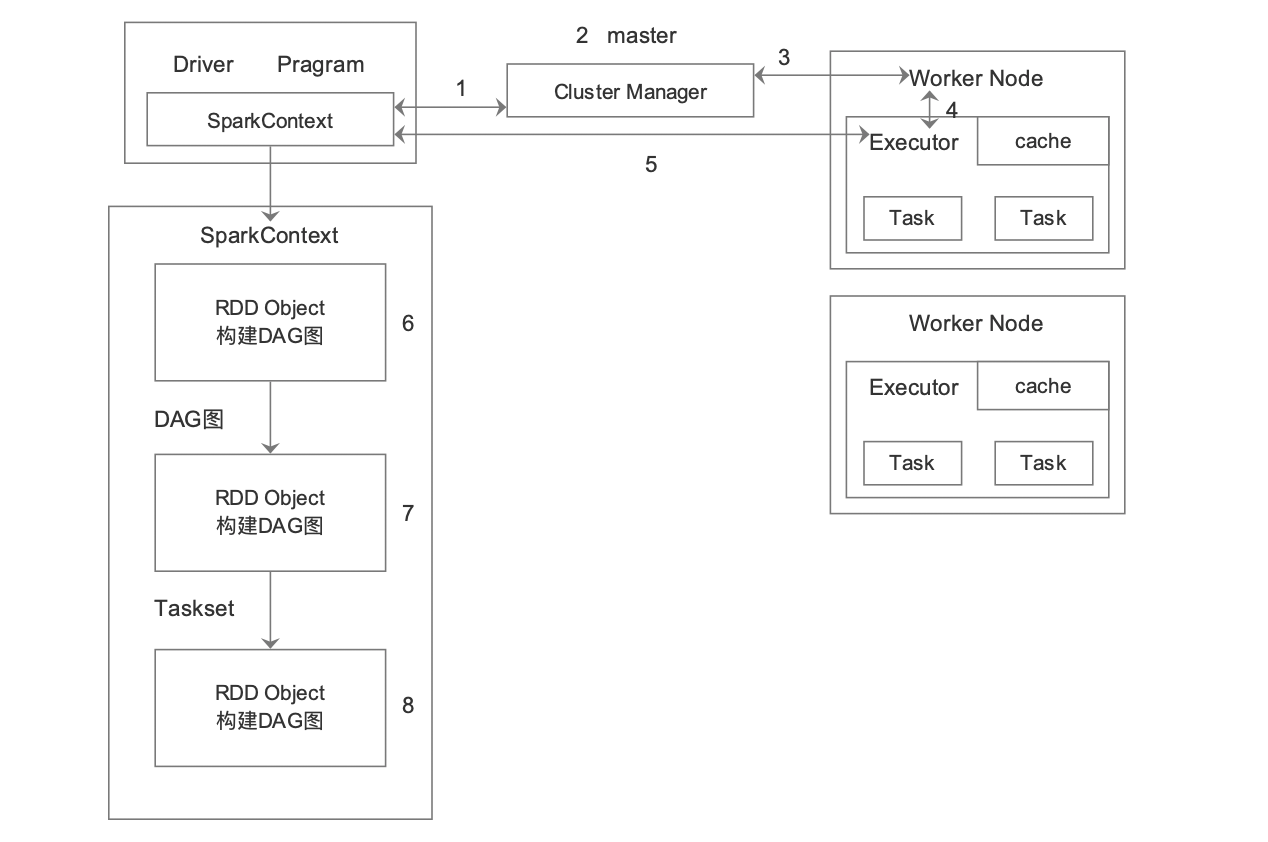 Driver Pragram
SparkContext
1
2 master
Cluster Manager
3
Worker Node
4
Executor
cache
Task
Task
5
SparkContext
RDD Object
构建DAG图
6
DAG图
RDD Object
构建DAG图
7
Taskset
RDD Object
构建DAG图
8
Worker Node
Executor
cache
Task
Task